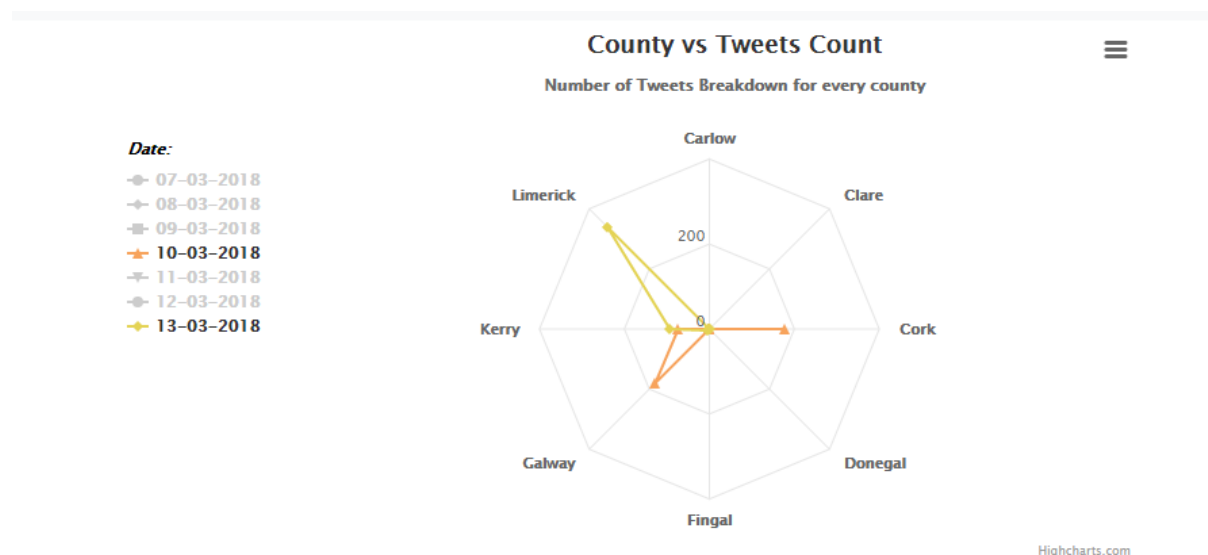 County vs Tweets Count
Number of Tweets Breakdown for every county
Date:
07-03-2018
08-03-2018
09-03-2018
10-03-2018
11-03-2018
12-03-2018
13-03-2018
Carlow
Limerick
Clare
200
0
Kerry
Cork
Galway
Donegal
Fingal
Highcharts.com